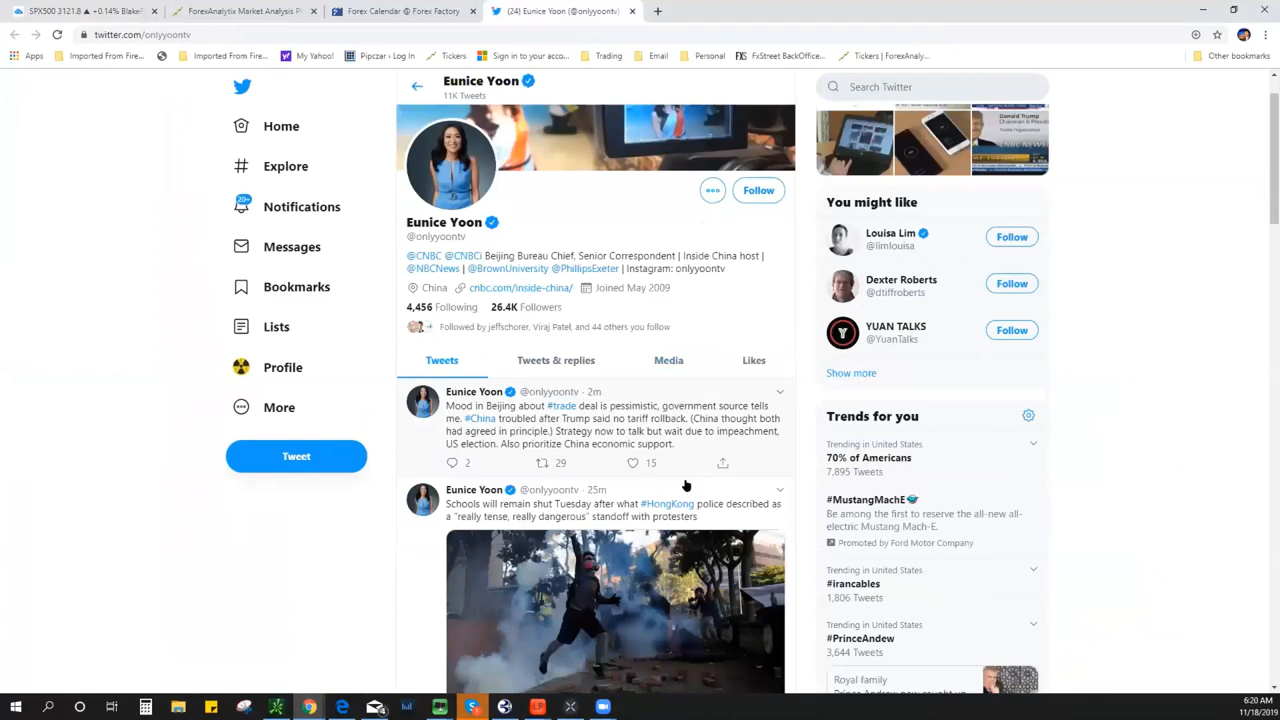 SPX500 3121.8 ▲ +0.14% Blake
ForexAnalytix Market Analysis P
Forex Calendar @ Forex Factory
(24) Eunice Yoon (@onlyyoontv)
twitter.com/onlyyoontv
Apps
Imported From Fire...
Imported From Fire...
My Yahoo!
Pipczar › Log In
Tickers
Sign in to your acco...
Trading
Email
Personal
FxStreet BackOffice...
Tickers | ForexAnaly...
Other bookmarks
Home
Explore
20+
Notifications
Messages
Bookmarks
Lists
Profile
More
Tweet
Eunice Yoon
11K Tweets
Follow
Eunice Yoon
@onlyyoontv
@CNBC @CNBCi Beijing Bureau Chief, Senior Correspondent | Inside China host |
@NBCNews | @BrownUniversity @PhillipsExeter | Instagram: onlyyoontv
China cnbc.com/inside-china/ Joined May 2009
4,456 Following 26.4K Followers
Followed by jeffschorer, Viraj Patel, and 44 others you follow
Tweets Tweets & replies Media Likes
Eunice Yoon @onlyyoontv · 2m
Mood in Beijing about #trade deal is pessimistic, government source tells
me. #China troubled after Trump said no tariff rollback. (China thought both
had agreed in principle.) Strategy now to talk but wait due to impeachment,
US election. Also prioritize China economic support.
2 29 15
Eunice Yoon @onlyyoontv · 25m
Schools will remain shut Tuesday after what #HongKong police described as
a "really tense, really dangerous" standoff with protesters
Search Twitter
Donald Trump
CNBC NEWS
You might like
Louisa Lim
@limlouisa
Follow
Dexter Roberts
@dtiffroberts
Follow
YUAN TALKS
@YuanTalks
Follow
Show more
Trends for you
Trending in United States
70% of Americans
7,895 Tweets
#MustangMachE
Be among the first to reserve the all-new all-
electric Mustang Mach-E.
Promoted by Ford Motor Company
Trending in United States
#irancables
1,806 Tweets
Trending in United States
#PrinceAndew
3,644 Tweets
Royal family
6:20 AM
11/18/2019